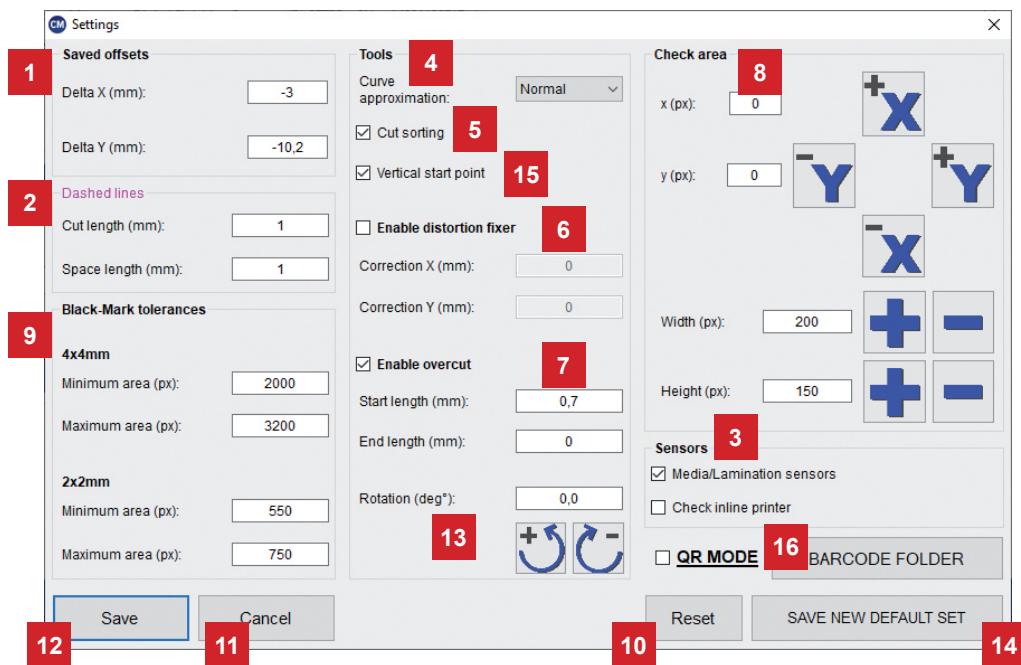 CM Settings
1
Saved offsets
Delta X (mm): -3
Delta Y (mm): -10,2
2
Dashed lines
Cut length (mm): 1
Space length (mm): 1
9
Black-Mark tolerances
4x4mm
Minimum area (px): 2000
Maximum area (px): 3200
2x2mm
Minimum area (px): 550
Maximum area (px): 750
Tools
4
Curve
approximation: Normal
Cut sorting
5
Vertical start point
15
Enable distortion fixer
6
Correction X (mm): 0
Correction Y (mm): 0
Enable overcut
7
Start length (mm): 0,7
End length (mm): 0
Rotation (deg°): 0,0
13
+ -
Check area
8
x (px): 0
+X
y (px): 0
-Y +Y
-X
Width (px): 200 + -
Height (px): 150 + -
Sensors
3
Media/Lamination sensors
Check inline printer
QR MODE
16
BARCODE FOLDER
Save
12
Cancel
11
Reset
10
SAVE NEW DEFAULT SET
14